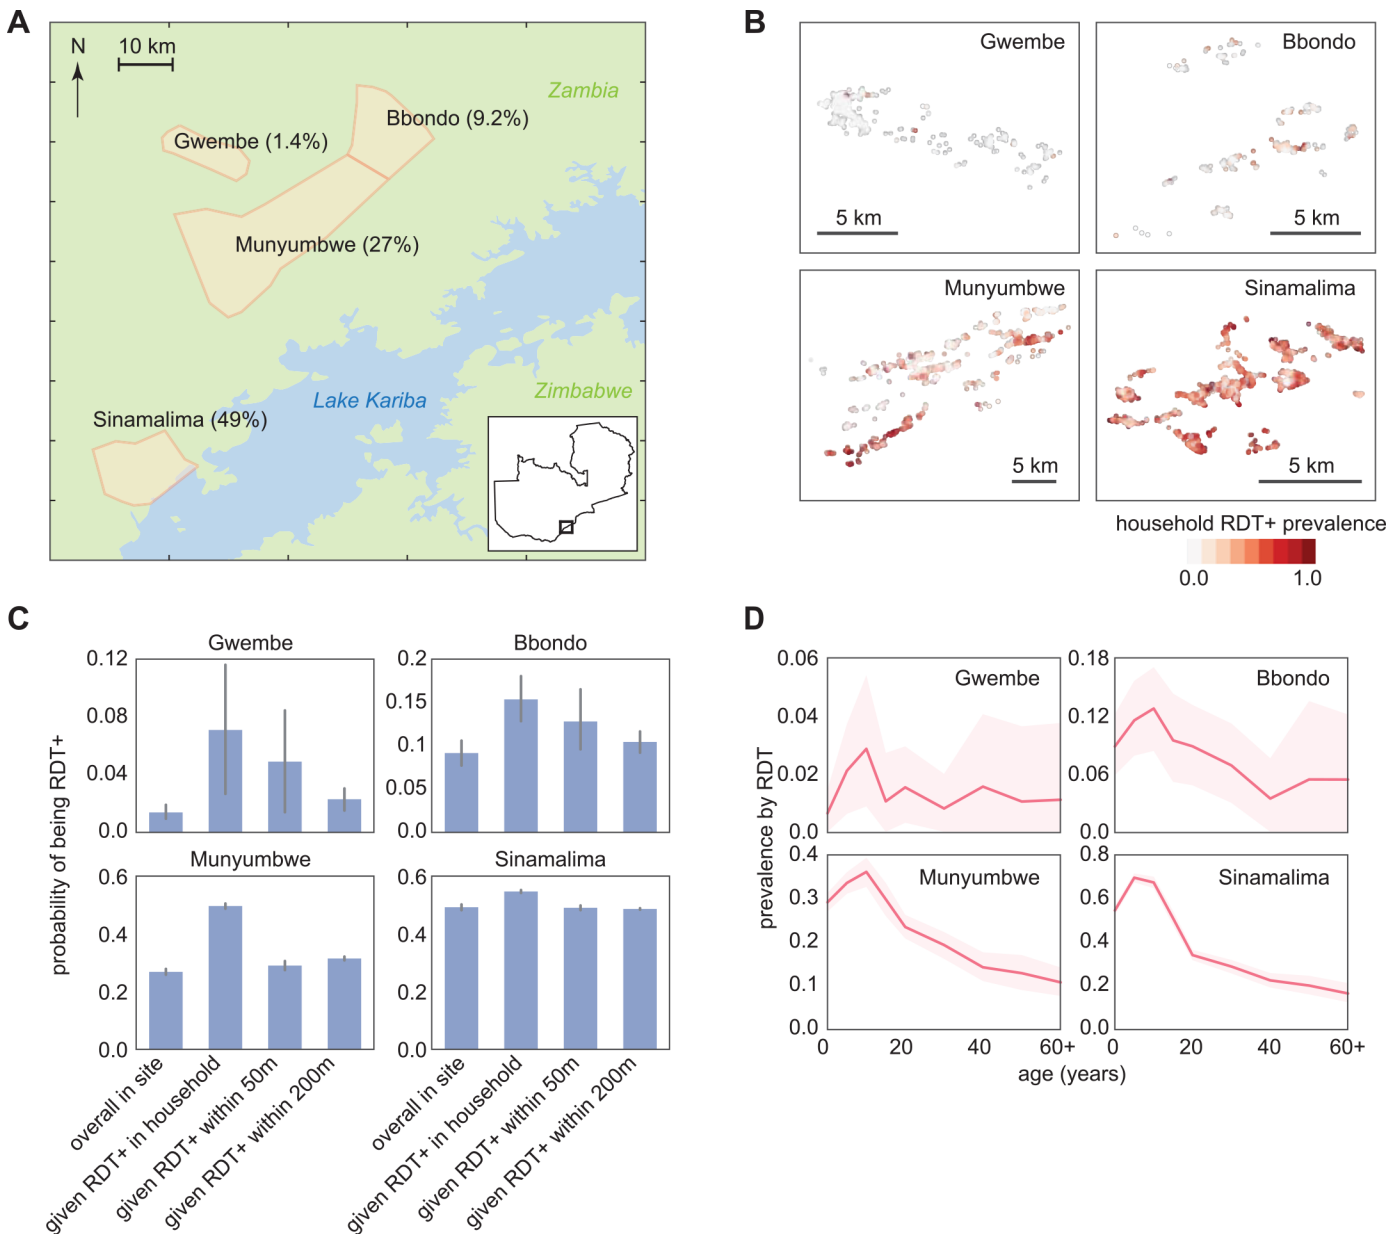 A
N
10 km
Zambia
Bbondo (9.2%)
Gwembe (1.4%)
Munyumbwe (27%)
Lake Kariba
Zimbabwe
Sinamalima (49%)
B
Gwembe
5 km
Bbondo
5 km
Munyumbwe
5 km
Sinamalima
5 km
household RDT+ prevalence
0.0 1.0
C
probability of being RDT+
Gwembe
0.12
0.08
0.04
0.0
Bbondo
0.2
0.15
0.1
0.05
0.0
Munyumbwe
0.6
0.4
0.2
0.0
Sinamalima
0.6
0.4
0.2
0.0
overall in site
given RDT+ in household
given RDT+ within 50m
given RDT+ within 200m
overall in site
given RDT+ in household
given RDT+ within 50m
given RDT+ within 200m
D
prevalence by RDT
Gwembe
0.06
0.04
0.02
0.0
Bbondo
0.18
0.12
0.06
0.0
Munyumbwe
0.4
0.3
0.2
0.1
0.0
Sinamalima
0.8
0.6
0.4
0.2
0.0
0 20 40 60+
0 20 40 60+
age (years)